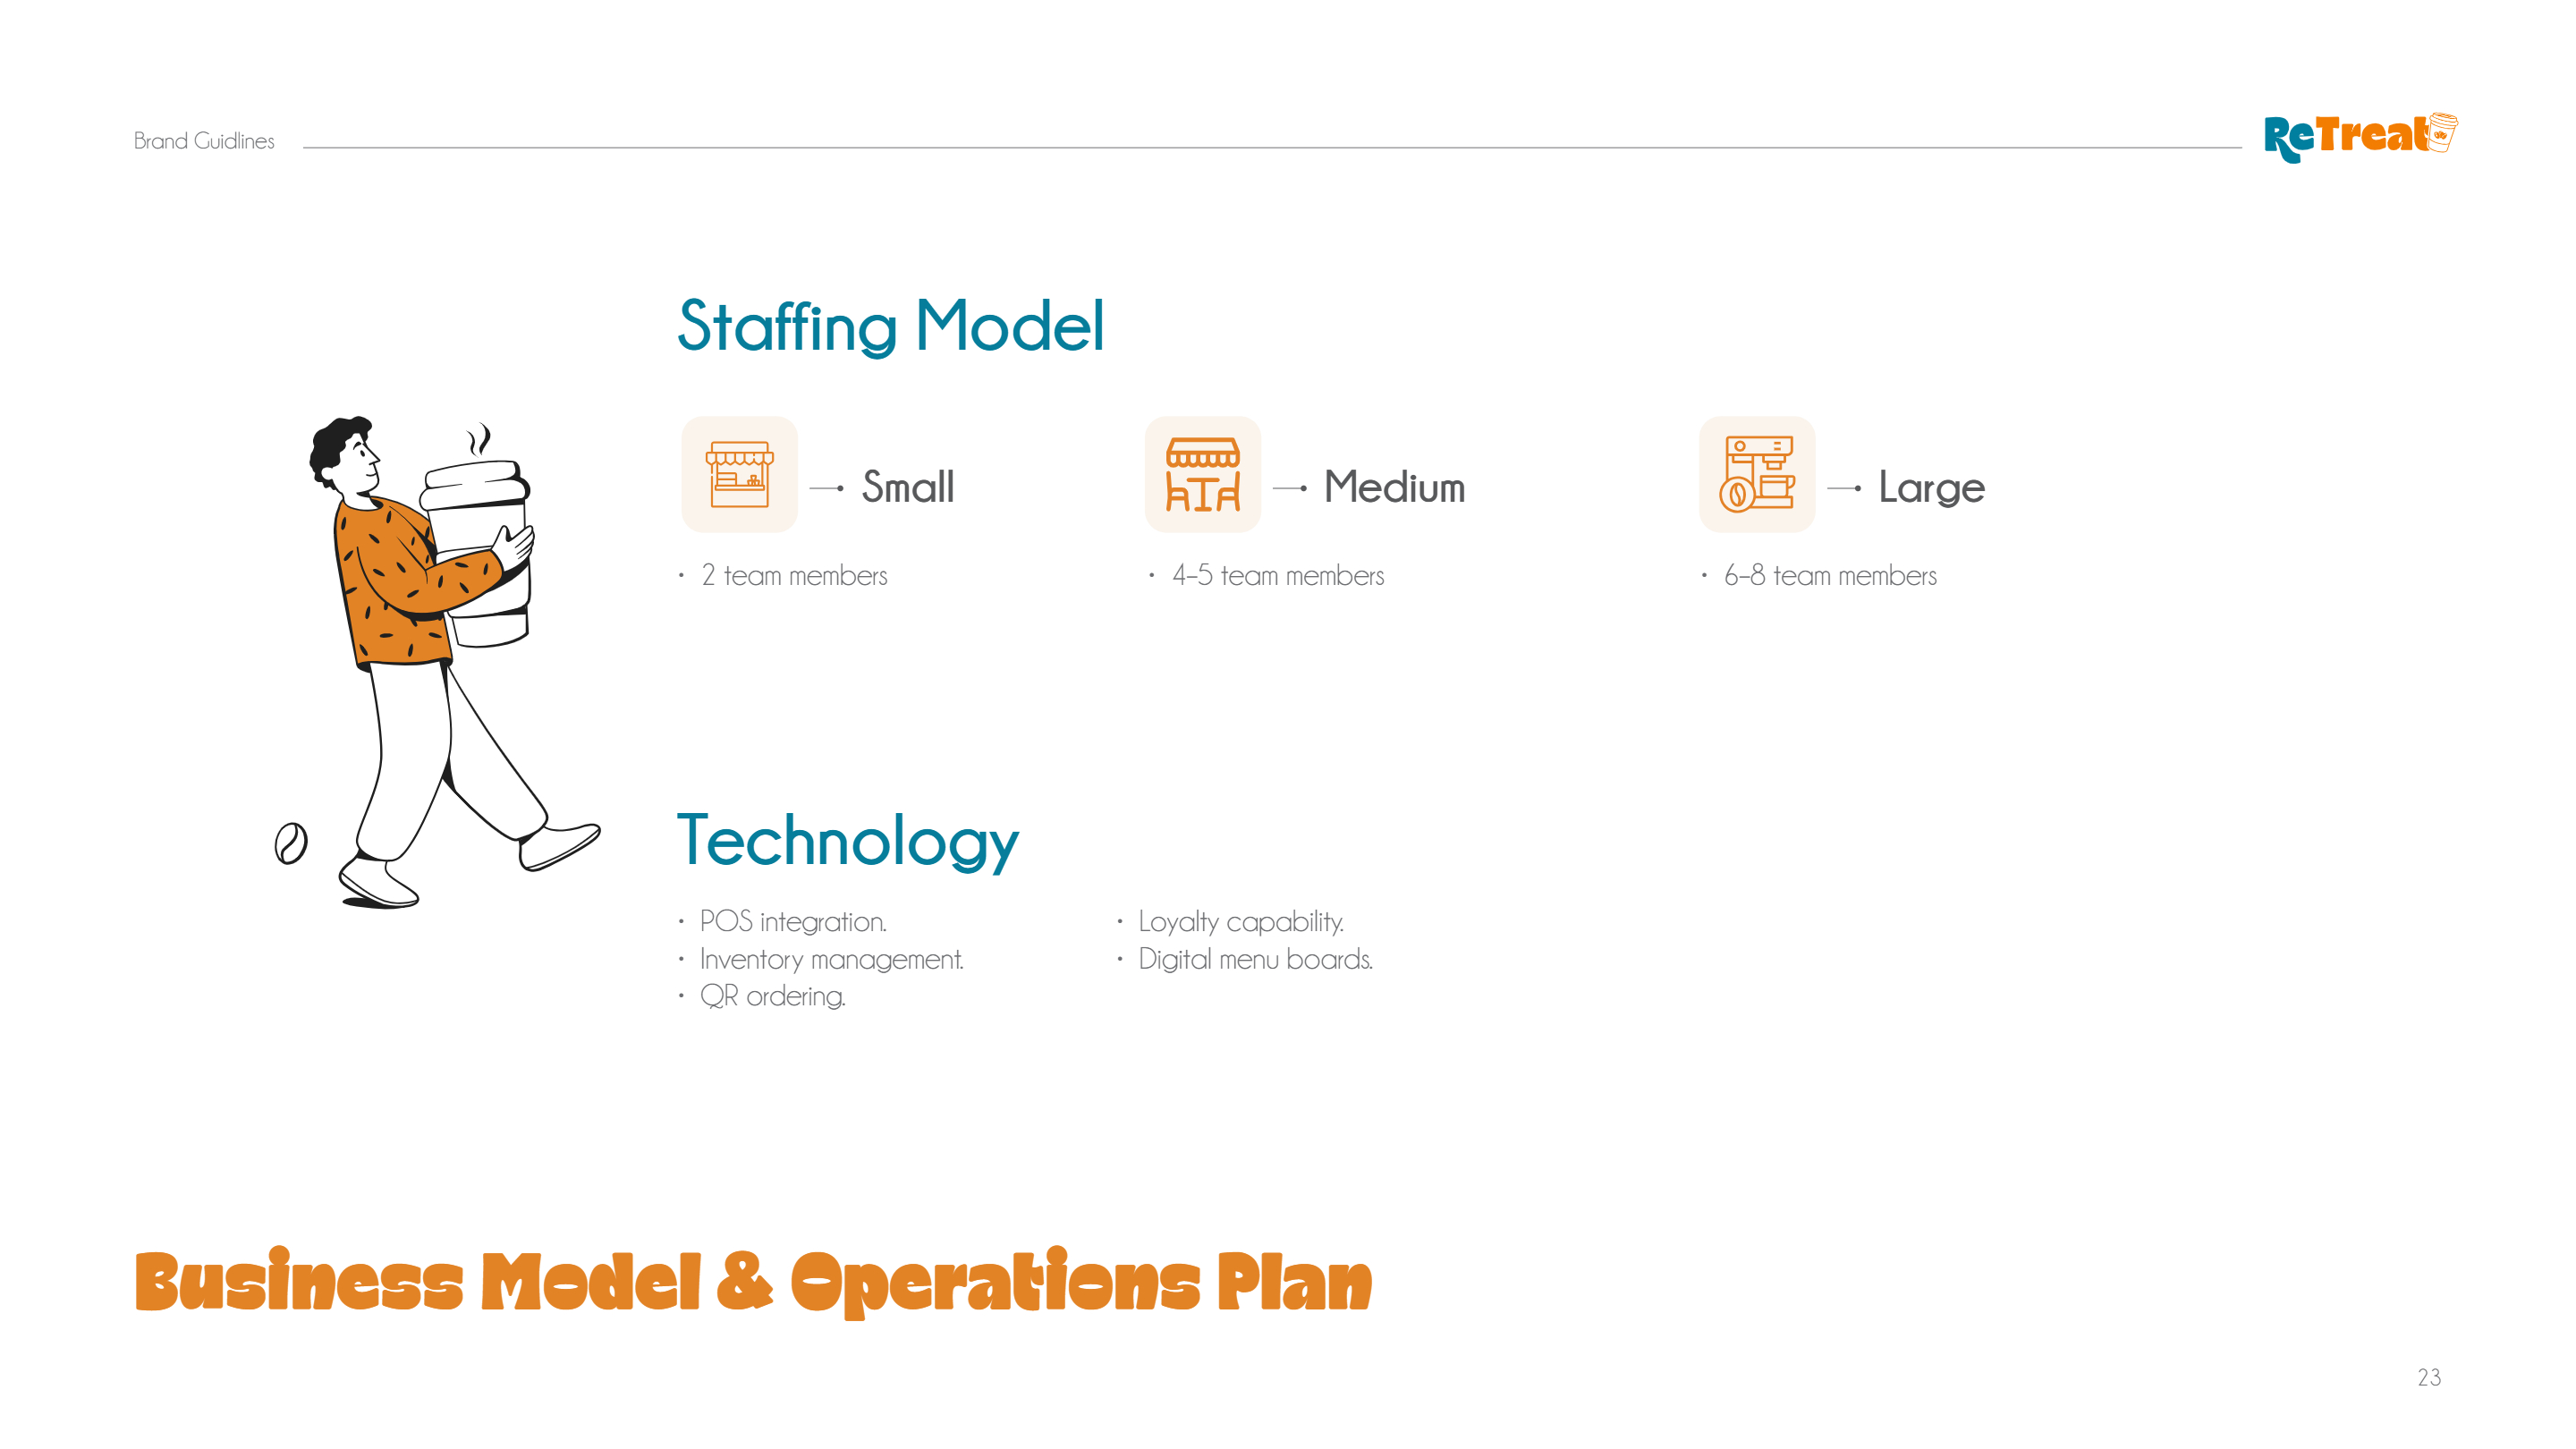 Brand Guidlines
ReTreat
Staffing Model
Small
• 2 team members
Medium
• 4–5 team members
Large
• 6–8 team members
Technology
• POS integration.
• Inventory management.
• QR ordering.
• Loyalty capability.
• Digital menu boards.
Business Model & Operations Plan
23